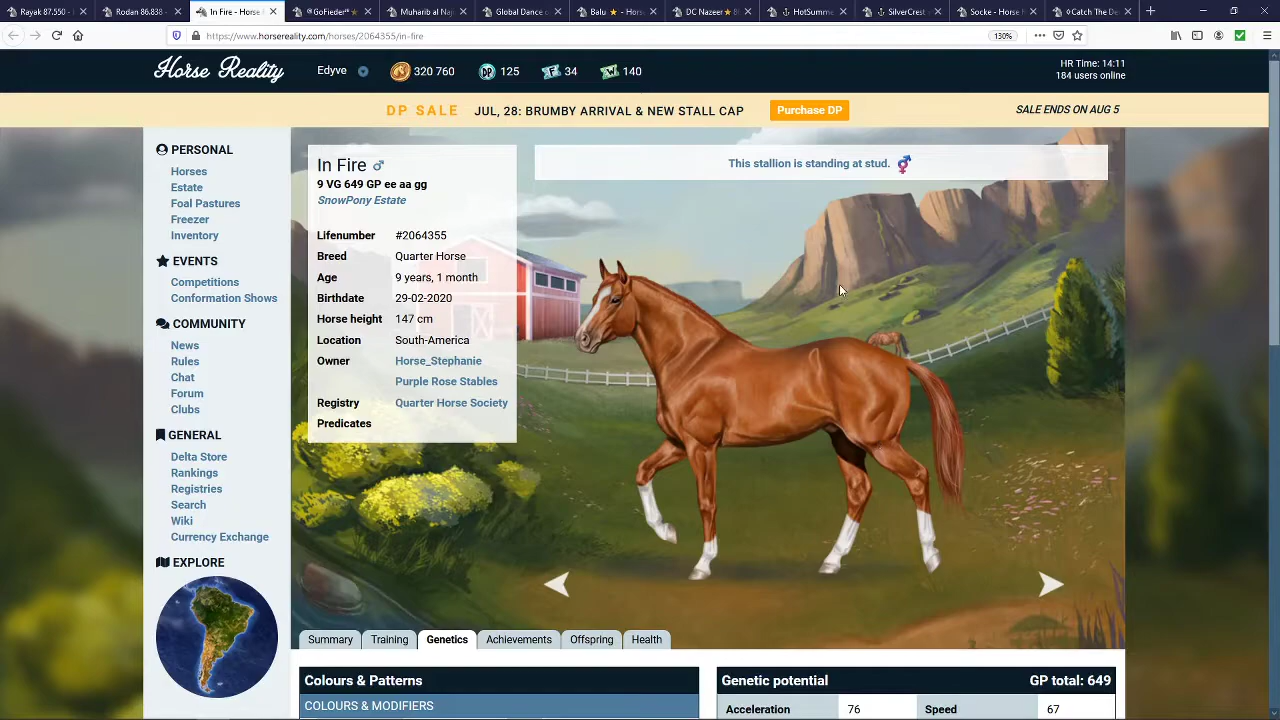 Rayak 87.550 - Ho
Rodan 86.838 - H
In Fire - Horse R
GoFieder
Muharib al Naj
Global Dance c
Balu ★ - Horse
DC Nazeer ★ 8
HotSumme
SilverCrest
Socke - Horse R
Catch The De
https://www.horsereality.com/horses/2064355/in-fire
130%
Horse Reality
Edyve
320 760
DP 125
34
W 140
HR Time: 14:11
184 users online
DP SALE JUL, 28: BRUMBY ARRIVAL & NEW STALL CAP
Purchase DP
SALE ENDS ON AUG 5
PERSONAL
Horses
Estate
Foal Pastures
Freezer
Inventory
EVENTS
Competitions
Conformation Shows
COMMUNITY
News
Rules
Chat
Forum
Clubs
GENERAL
Delta Store
Rankings
Registries
Search
Wiki
Currency Exchange
EXPLORE
In Fire ♂
9 VG 649 GP ee aa gg
SnowPony Estate
Lifenumber #2064355
Breed Quarter Horse
Age 9 years, 1 month
Birthdate 29-02-2020
Horse height 147 cm
Location South-America
Owner Horse_Stephanie
Purple Rose Stables
Registry Quarter Horse Society
Predicates
This stallion is standing at stud.
Summary
Training
Genetics
Achievements
Offspring
Health
Colours & Patterns
COLOURS & MODIFIERS
Genetic potential GP total: 649
Acceleration 76 Speed 67